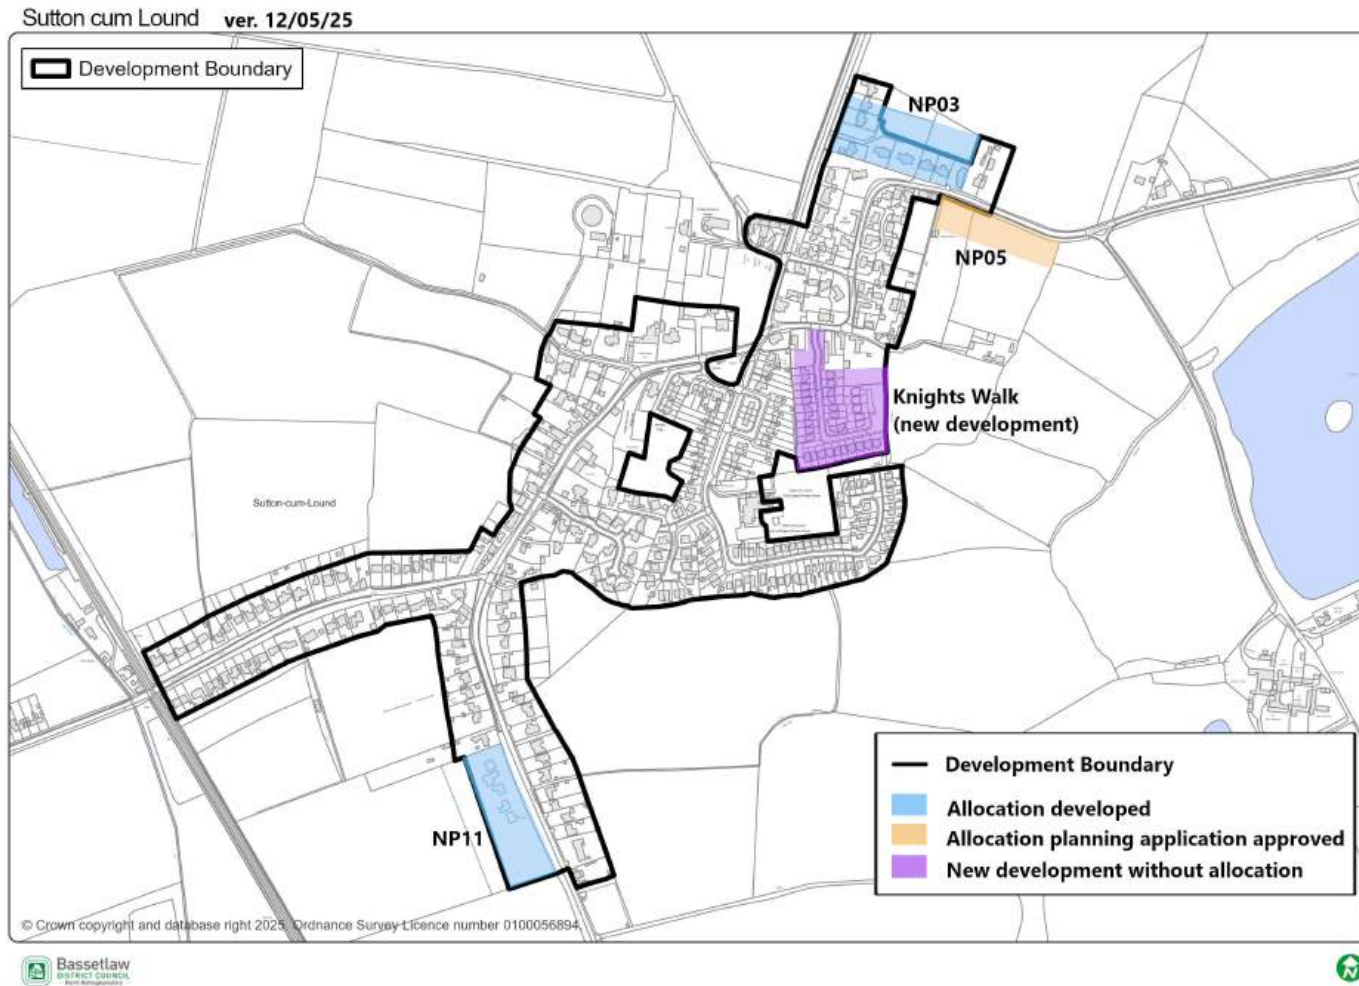 Sutton cum Lound ver. 12/05/25
Development Boundary
NP03
NP05
Knights Walk
(new development)
Sutton-cum-Lound
NP11
Development Boundary
Allocation developed
Allocation planning application approved
New development without allocation
© Crown copyright and database right 2025. Ordnance Survey Licence number 0100056894
Bassetlaw
DISTRICT COUNCIL
North Nottinghamshire
N